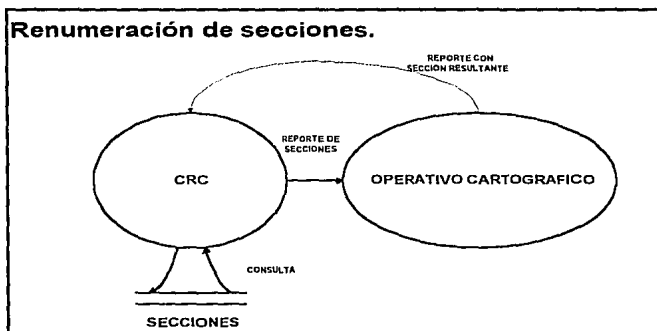 Renumeración de secciones.
REPORTE CON
SECCION RESULTANTE
REPORTE DE
SECCIONES
CRC
OPERATIVO CARTOGRAFICO
CONSULTA
SECCIONES